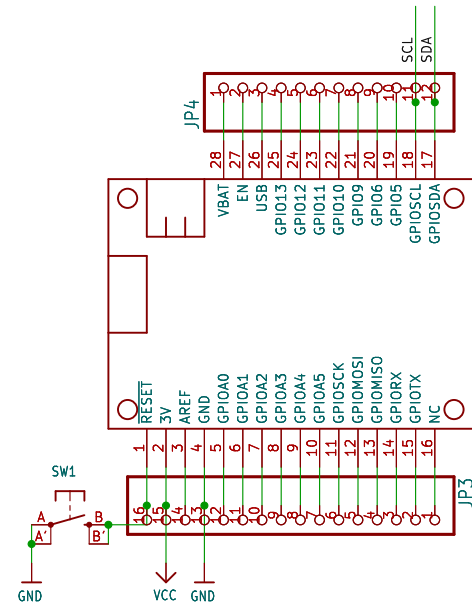 SCL
SDA
JP4
1
2
3
4
5
6
7
8
9
10
11
12
28
27
26
25
24
23
22
21
20
19
18
17
VBAT
EN
USB
GPIO13
GPIO12
GPIO11
GPIO10
GPIO9
GPIO6
GPIO5
GPIOSCL
GPIOSDA
RESET
3V
AREF
GND
GPIOA0
GPIOA1
GPIOA2
GPIOA3
GPIOA4
GPIOA5
GPIOSCK
GPIOMOSI
GPIOMISO
GPIORX
GPIOTX
NC
1
2
3
4
5
6
7
8
9
10
11
12
13
14
15
16
JP3
16
15
14
13
12
11
10
9
8
7
6
5
4
3
2
1
SW1
A
B
A'
B'
GND
VCC
GND